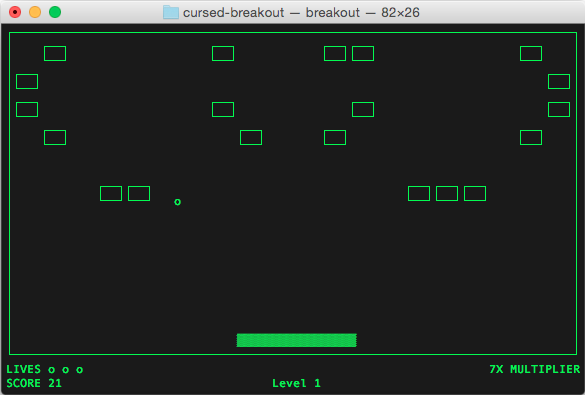 cursed-breakout — breakout — 82×26
LIVES o o o
7X MULTIPLIER
SCORE 21
Level 1